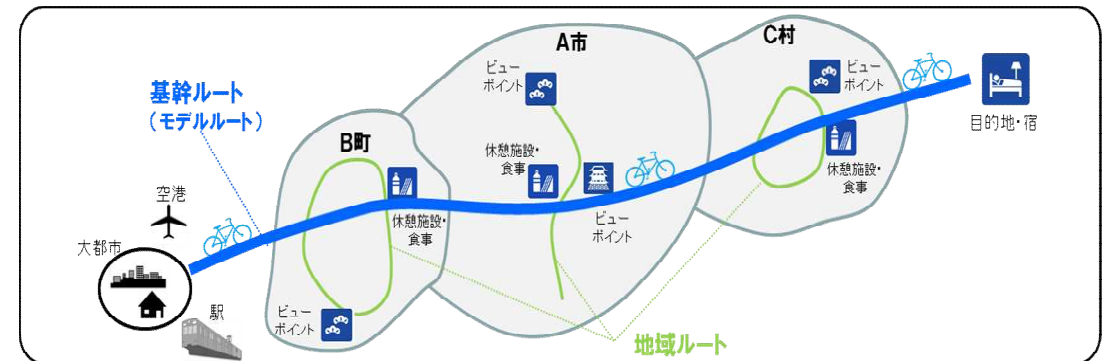 A市
C村
ビュー
ポイント
ビュー
ポイント
基幹ルート
（モデルルート）
目的地・宿
B町
休憩施設・
食事
休憩施設・
食事
空港
休憩施設・
食事
ビュー
ポイント
大都市
駅
ビュー
ポイント
地域ルート